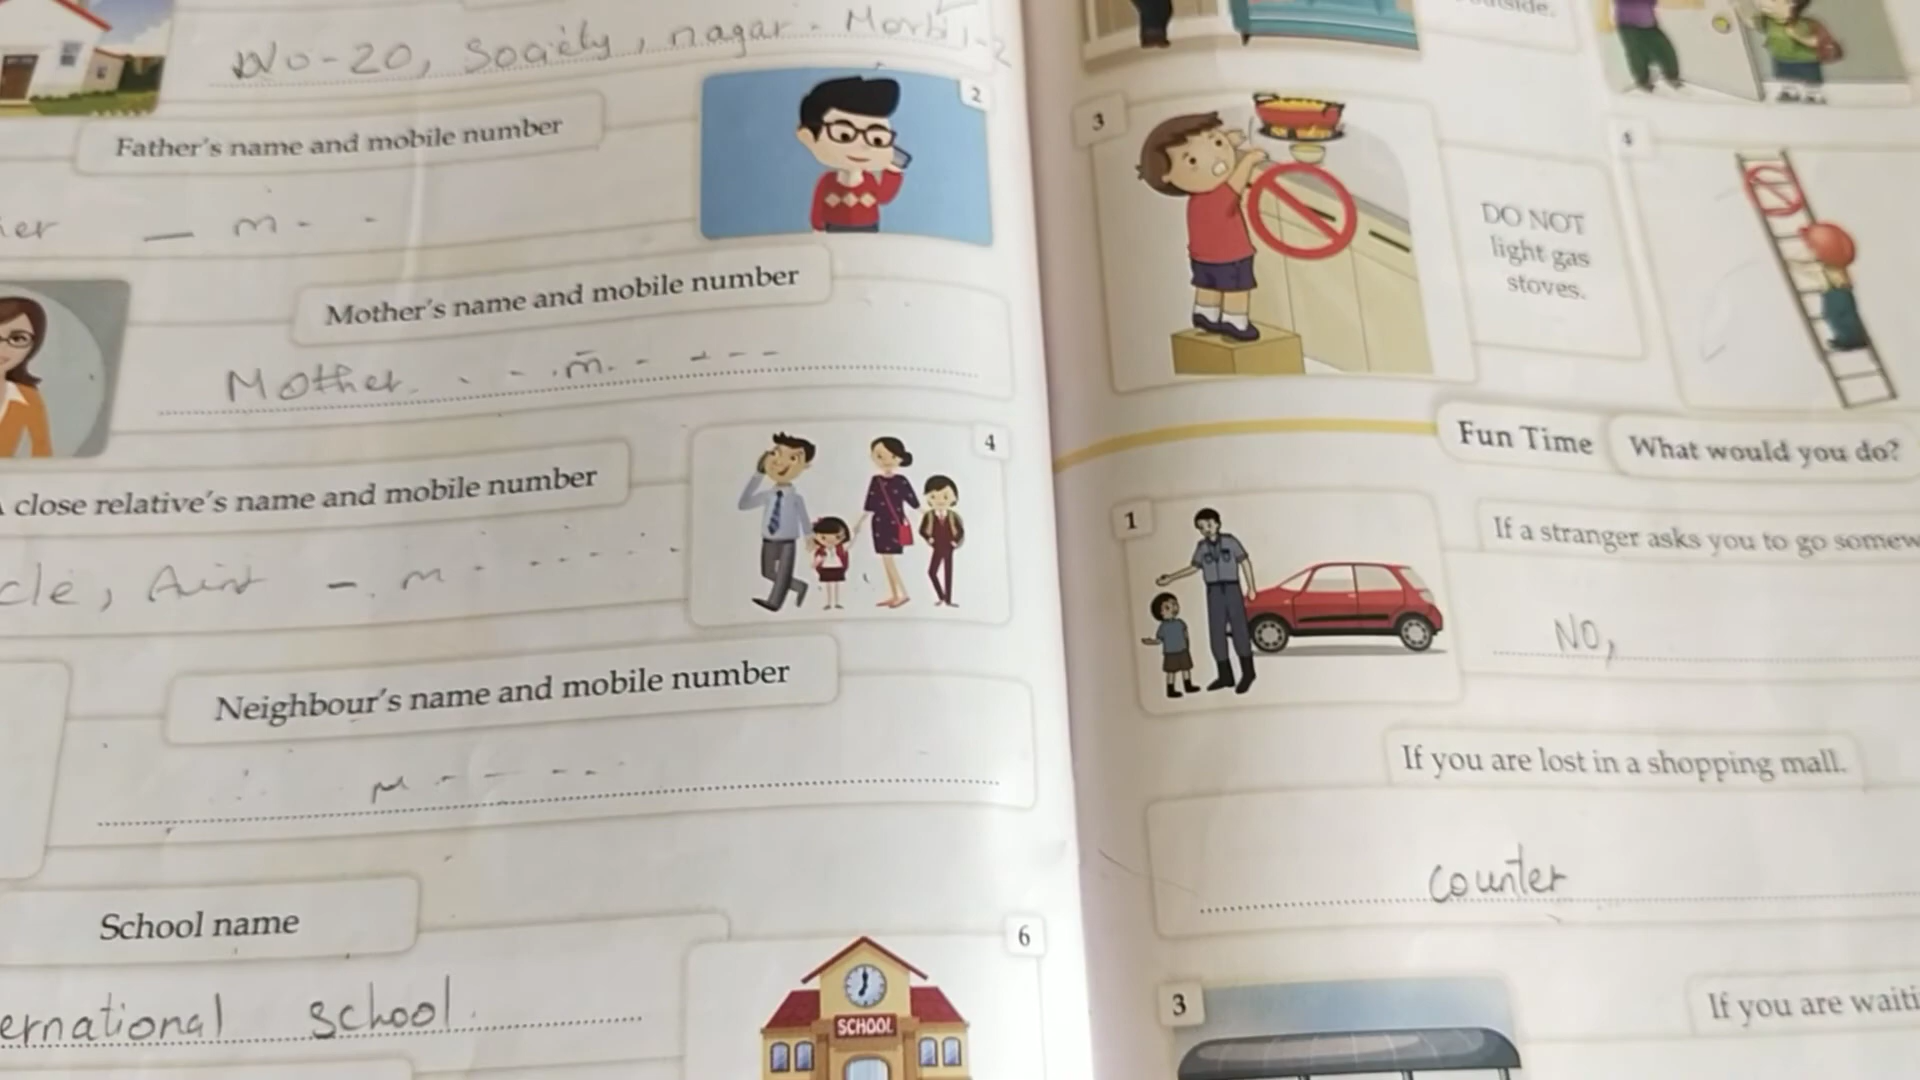 No-20, Society, nagar - Morbi 1-2
2
Father's name and mobile number
er — m - -
Mother's name and mobile number
Mother. - - .m. - - - -
4
close relative's name and mobile number
cle, Aint - . m - - - - - -
Neighbour's name and mobile number
M - - - -
School name
6
ernational school.
SCHOOL
3
DO NOT
light gas
stoves.
4
Fun Time
What would you do?
1
If a stranger asks you to go somew
NO,
If you are lost in a shopping mall.
counter
3
If you are waiti